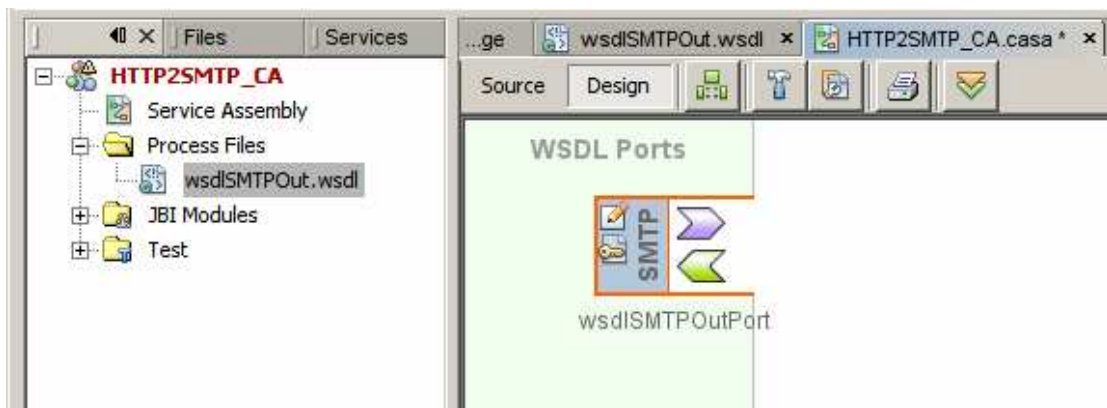 Files
Services
HTTP2SMTP_CA
Service Assembly
Process Files
wsdlSMTPOut.wsdl
JBI Modules
Test
...ge
wsdlSMTPOut.wsdl
HTTP2SMTP_CA.casa *
Source
Design
WSDL Ports
SMTP
wsdlSMTPOutPort